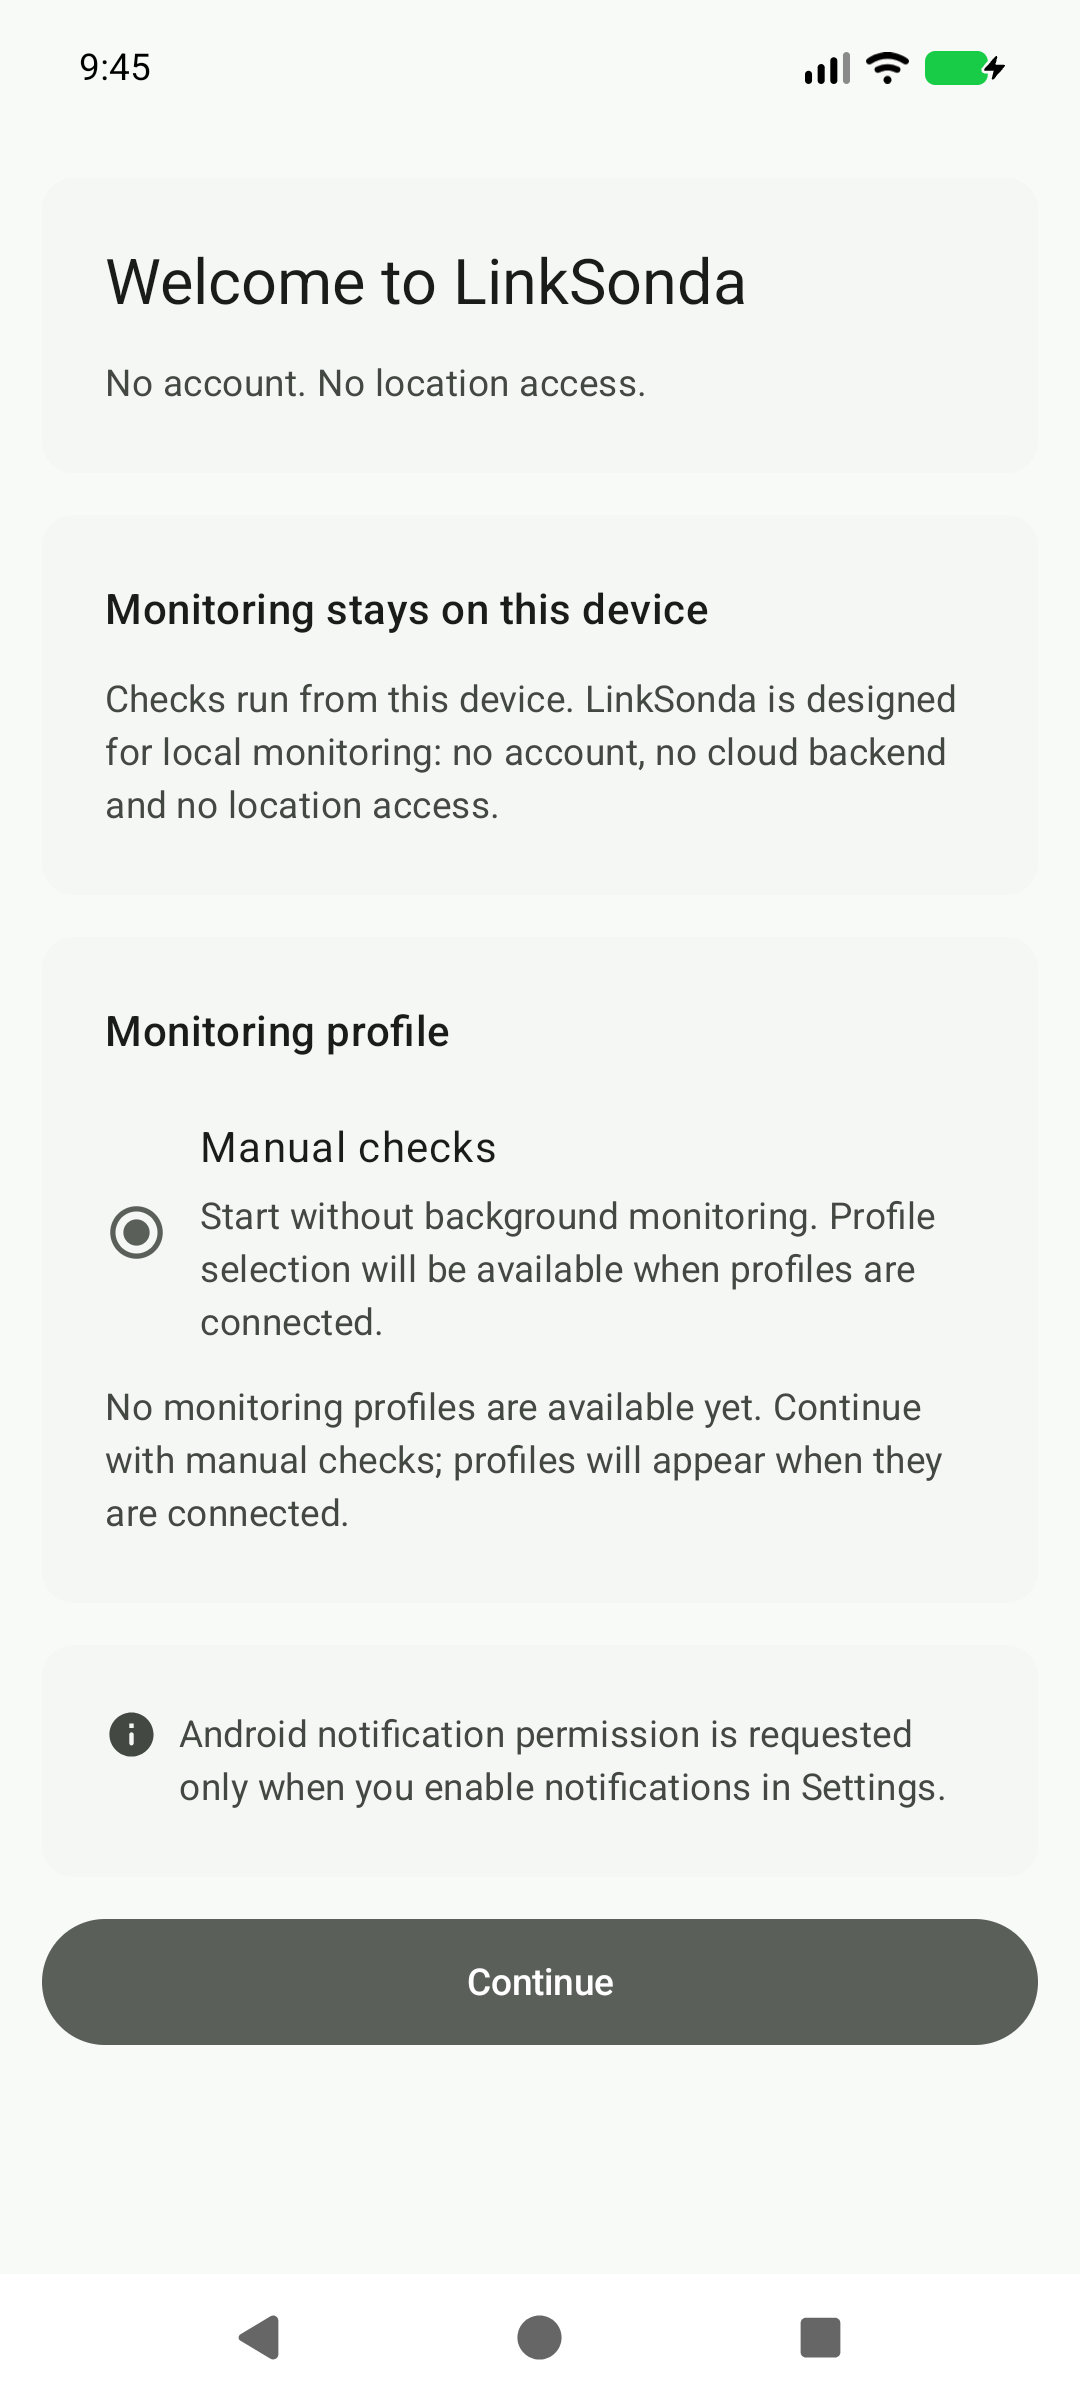 9:45
Welcome to LinkSonda
No account. No location access.
Monitoring stays on this device
Checks run from this device. LinkSonda is designed
for local monitoring: no account, no cloud backend
and no location access.
Monitoring profile
Manual checks
Start without background monitoring. Profile
selection will be available when profiles are
connected.
No monitoring profiles are available yet. Continue
with manual checks; profiles will appear when they
are connected.
Android notification permission is requested
only when you enable notifications in Settings.
Continue